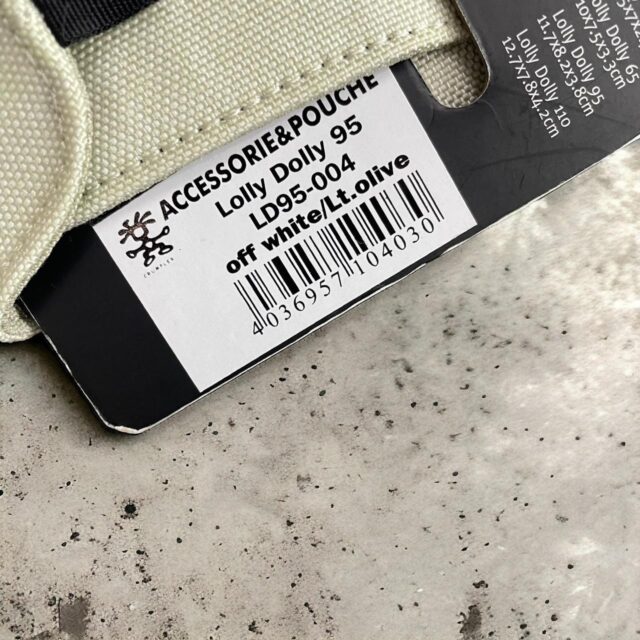 ACCESSORIE&POUCHE
Lolly Dolly 95
LD95-004
off white/Lt.olive
4036957104030
Lolly Dolly 65
10X7.5X3.3cm
Lolly Dolly 95
11.7X8.2X3.8cm
Lolly Dolly 110
12.7X7.8X4.2cm